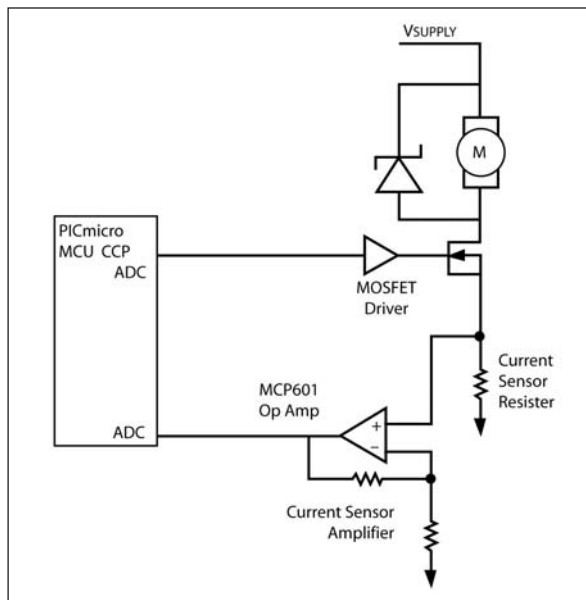 VSUPPLY
M
PICmicro
MCU CCP
ADC
MOSFET
Driver
Current
Sensor
Resister
MCP601
Op Amp
+
−
ADC
Current Sensor
Amplifier